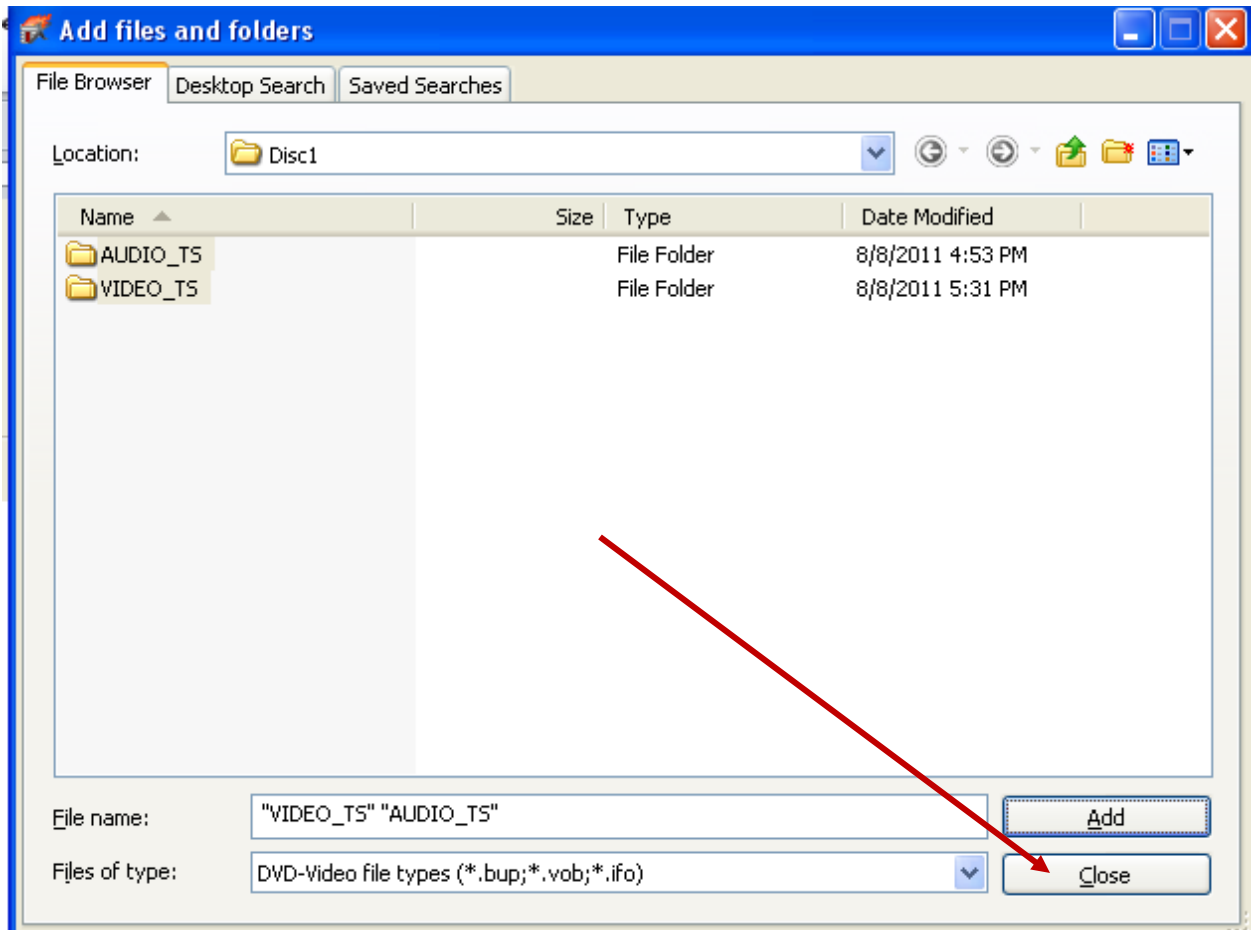 Add files and folders
File Browser Desktop Search Saved Searches
Location: Disc1
Name Size Type Date Modified
AUDIO_TS File Folder 8/8/2011 4:53 PM
VIDEO_TS File Folder 8/8/2011 5:31 PM
File name: "VIDEO_TS" "AUDIO_TS" Add
Files of type: DVD-Video file types (*.bup;*.vob;*.ifo) Close